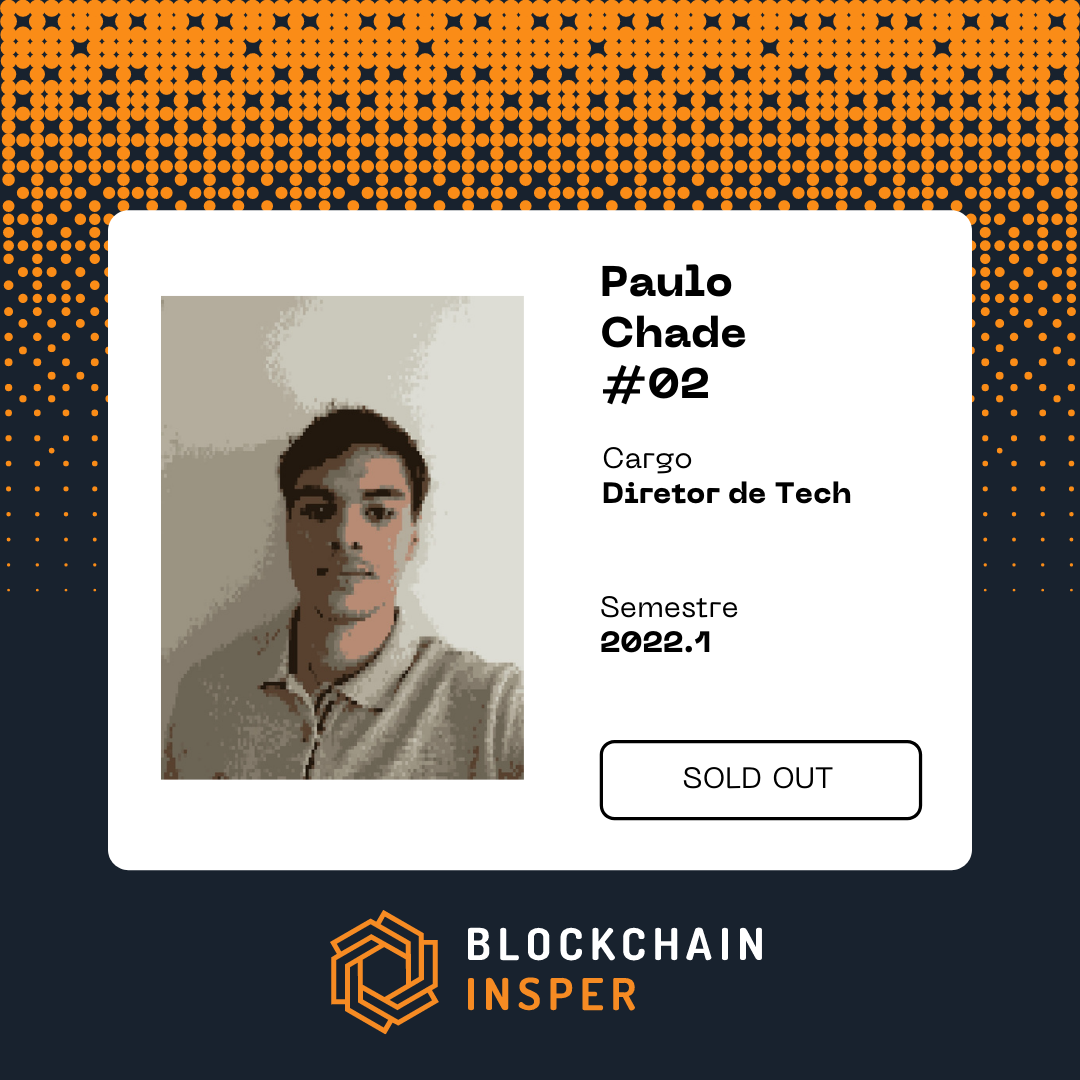 Paulo
Chade
#02
Cargo
Diretor de Tech
Semestre
2022.1
SOLD OUT
BLOCKCHAIN
INSPER